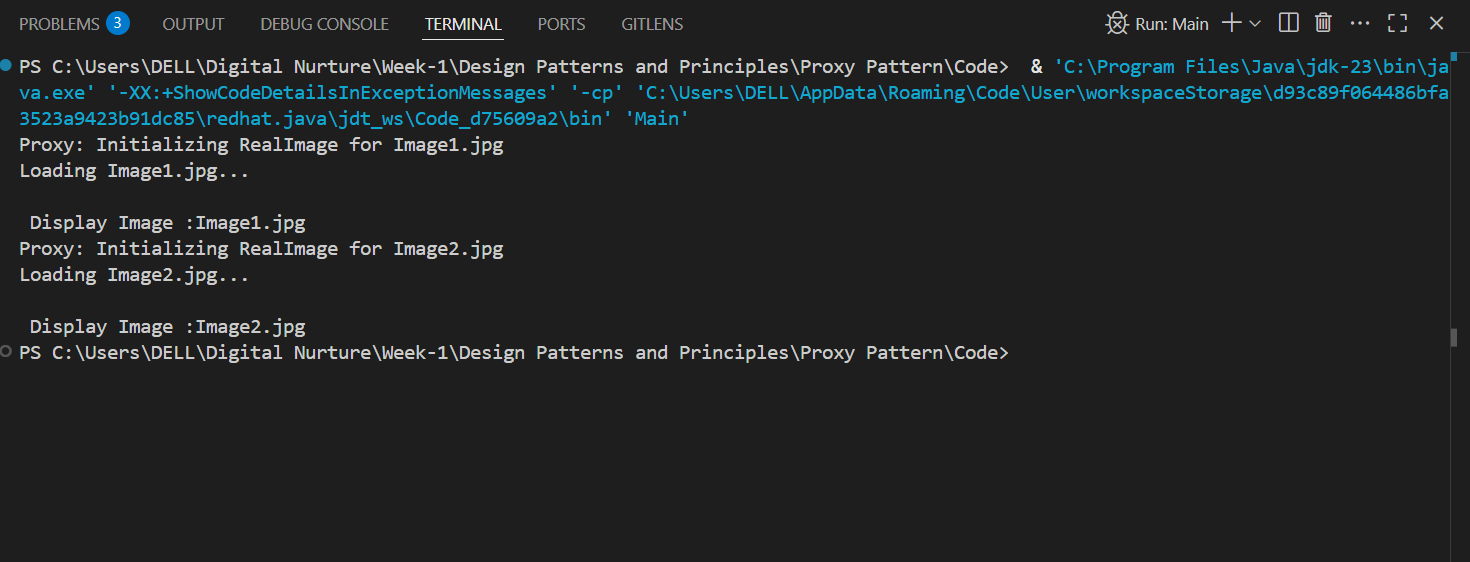 PROBLEMS 3 OUTPUT DEBUG CONSOLE TERMINAL PORTS GITLENS Run: Main
PS C:\Users\DELL\Digital Nurture\Week-1\Design Patterns and Principles\Proxy Pattern\Code>  & 'C:\Program Files\Java\jdk-23\bin\ja
va.exe' '-XX:+ShowCodeDetailsInExceptionMessages' '-cp' 'C:\Users\DELL\AppData\Roaming\Code\User\workspaceStorage\d93c89f064486bfa
3523a9423b91dc85\redhat.java\jdt_ws\Code_d75609a2\bin' 'Main'
Proxy: Initializing RealImage for Image1.jpg
Loading Image1.jpg...
 Display Image :Image1.jpg
Proxy: Initializing RealImage for Image2.jpg
Loading Image2.jpg...
 Display Image :Image2.jpg
PS C:\Users\DELL\Digital Nurture\Week-1\Design Patterns and Principles\Proxy Pattern\Code>